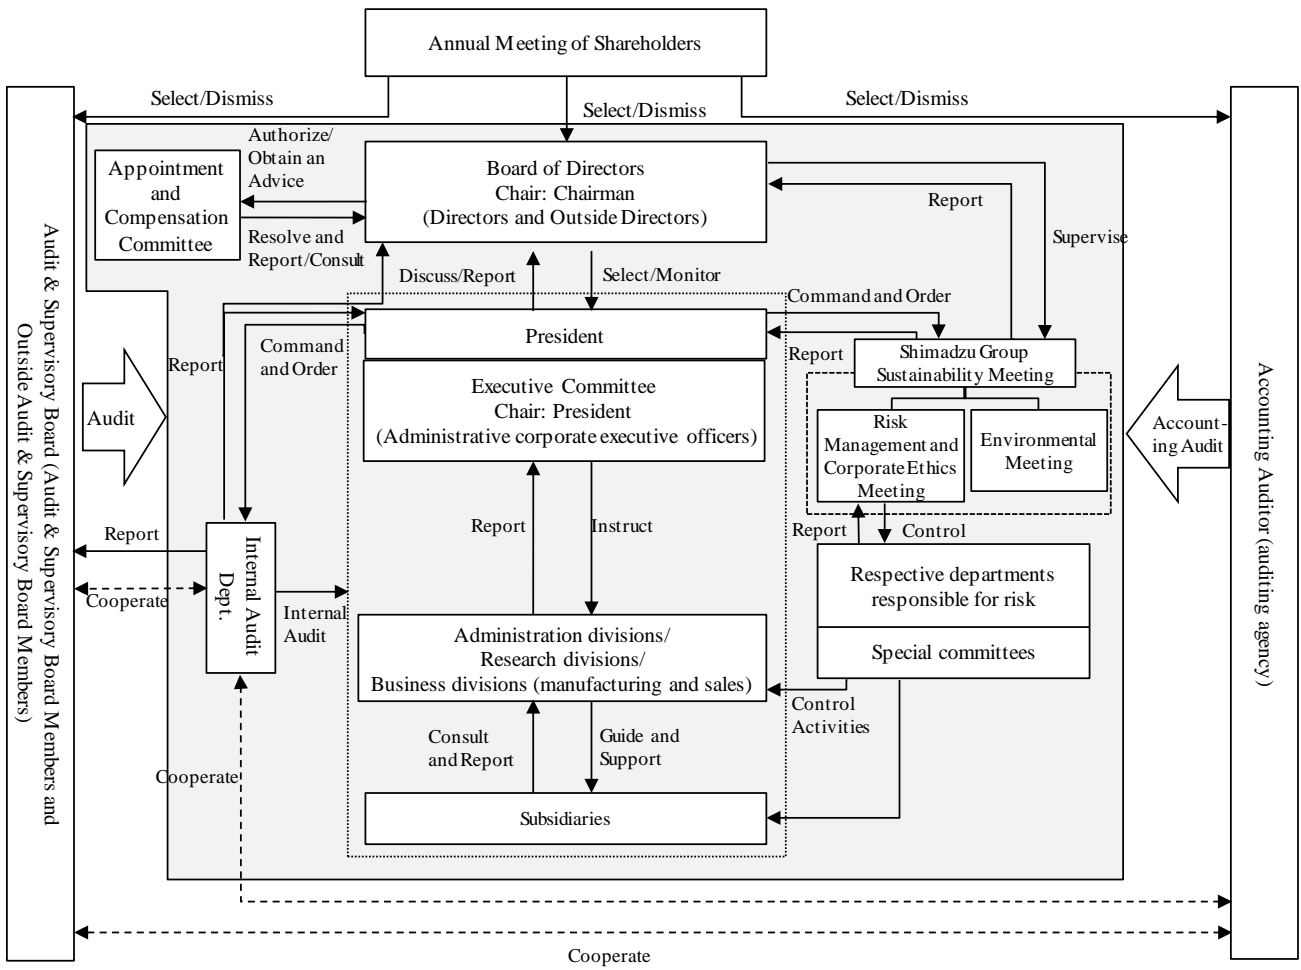 Annual Meeting of Shareholders
Select/Dismiss
Select/Dismiss
Select/Dismiss
Authorize/
Obtain an
Advice
Appointment
and
Compensation
Committee
Board of Directors
Chair: Chairman
(Directors and Outside Directors)
Report
Supervise
Resolve and
Report/Consult
Discuss/Report
Select/Monitor
Command and Order
President
Report
Command
and Order
Report
Shimadzu Group
Sustainability Meeting
Executive Committee
Chair: President
(Administrative corporate executive officers)
Risk
Management and
Corporate Ethics
Meeting
Environmental
Meeting
Audit
Account-
ing Audit
Audit & Supervisory Board (Audit & Supervisory Board Members and
Outside Audit & Supervisory Board Members)
Accounting Auditor (auditing agency)
Report
Report
Instruct
Report
Control
Internal Audit
Dept.
Cooperate
Internal
Audit
Respective departments
responsible for risk
Special committees
Administration divisions/
Research divisions/
Business divisions (manufacturing and sales)
Control
Activities
Consult
and Report
Guide and
Support
Cooperate
Subsidiaries
Cooperate